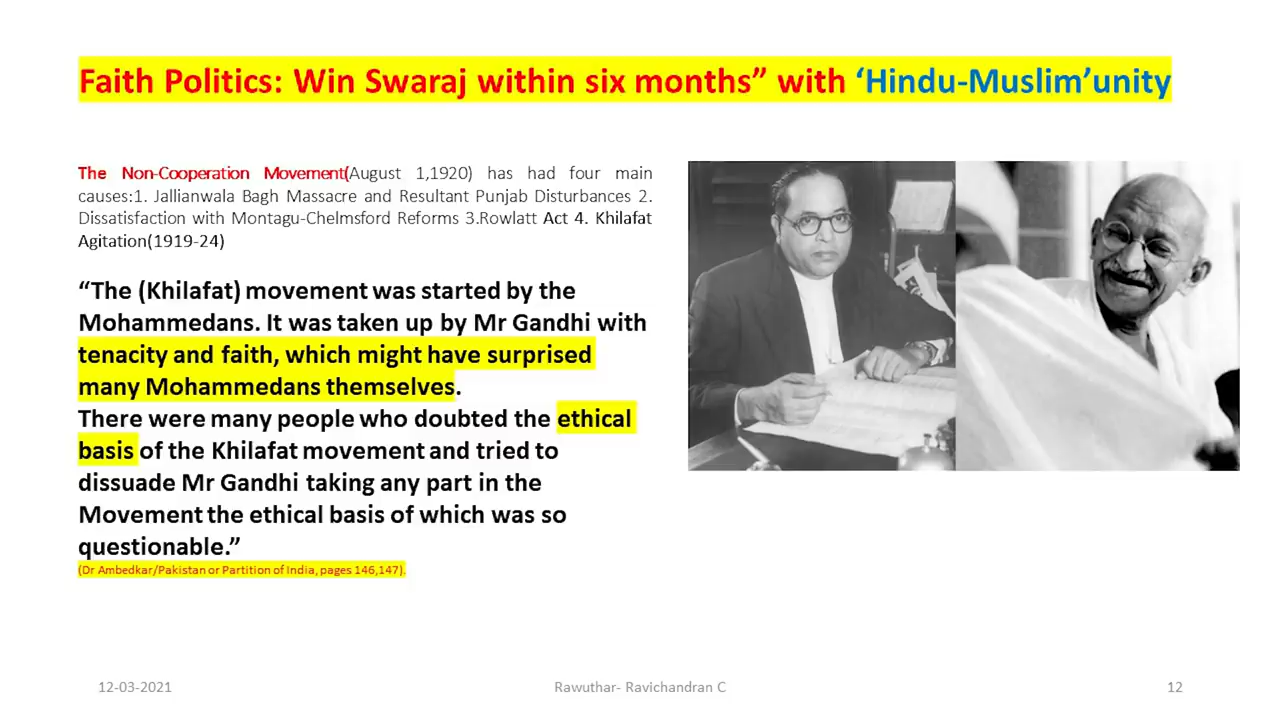 Faith Politics: Win Swaraj within six months” with ‘Hindu-Muslim’unity
The Non-Cooperation Movement(August 1,1920) has had four main
causes:1. Jallianwala Bagh Massacre and Resultant Punjab Disturbances 2.
Dissatisfaction with Montagu-Chelmsford Reforms 3.Rowlatt Act 4. Khilafat
Agitation(1919-24)
“The (Khilafat) movement was started by the
Mohammedans. It was taken up by Mr Gandhi with
tenacity and faith, which might have surprised
many Mohammedans themselves.
There were many people who doubted the ethical
basis of the Khilafat movement and tried to
dissuade Mr Gandhi taking any part in the
Movement the ethical basis of which was so
questionable.”
(Dr Ambedkar/Pakistan or Partition of India, pages 146,147).
12-03-2021
Rawuthar- Ravichandran C
12